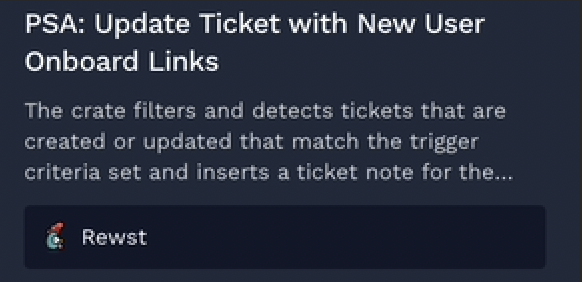 PSA: Update Ticket with New User
Onboard Links
The crate filters and detects tickets that are
created or updated that match the trigger
criteria set and inserts a ticket note for the...
Rewst